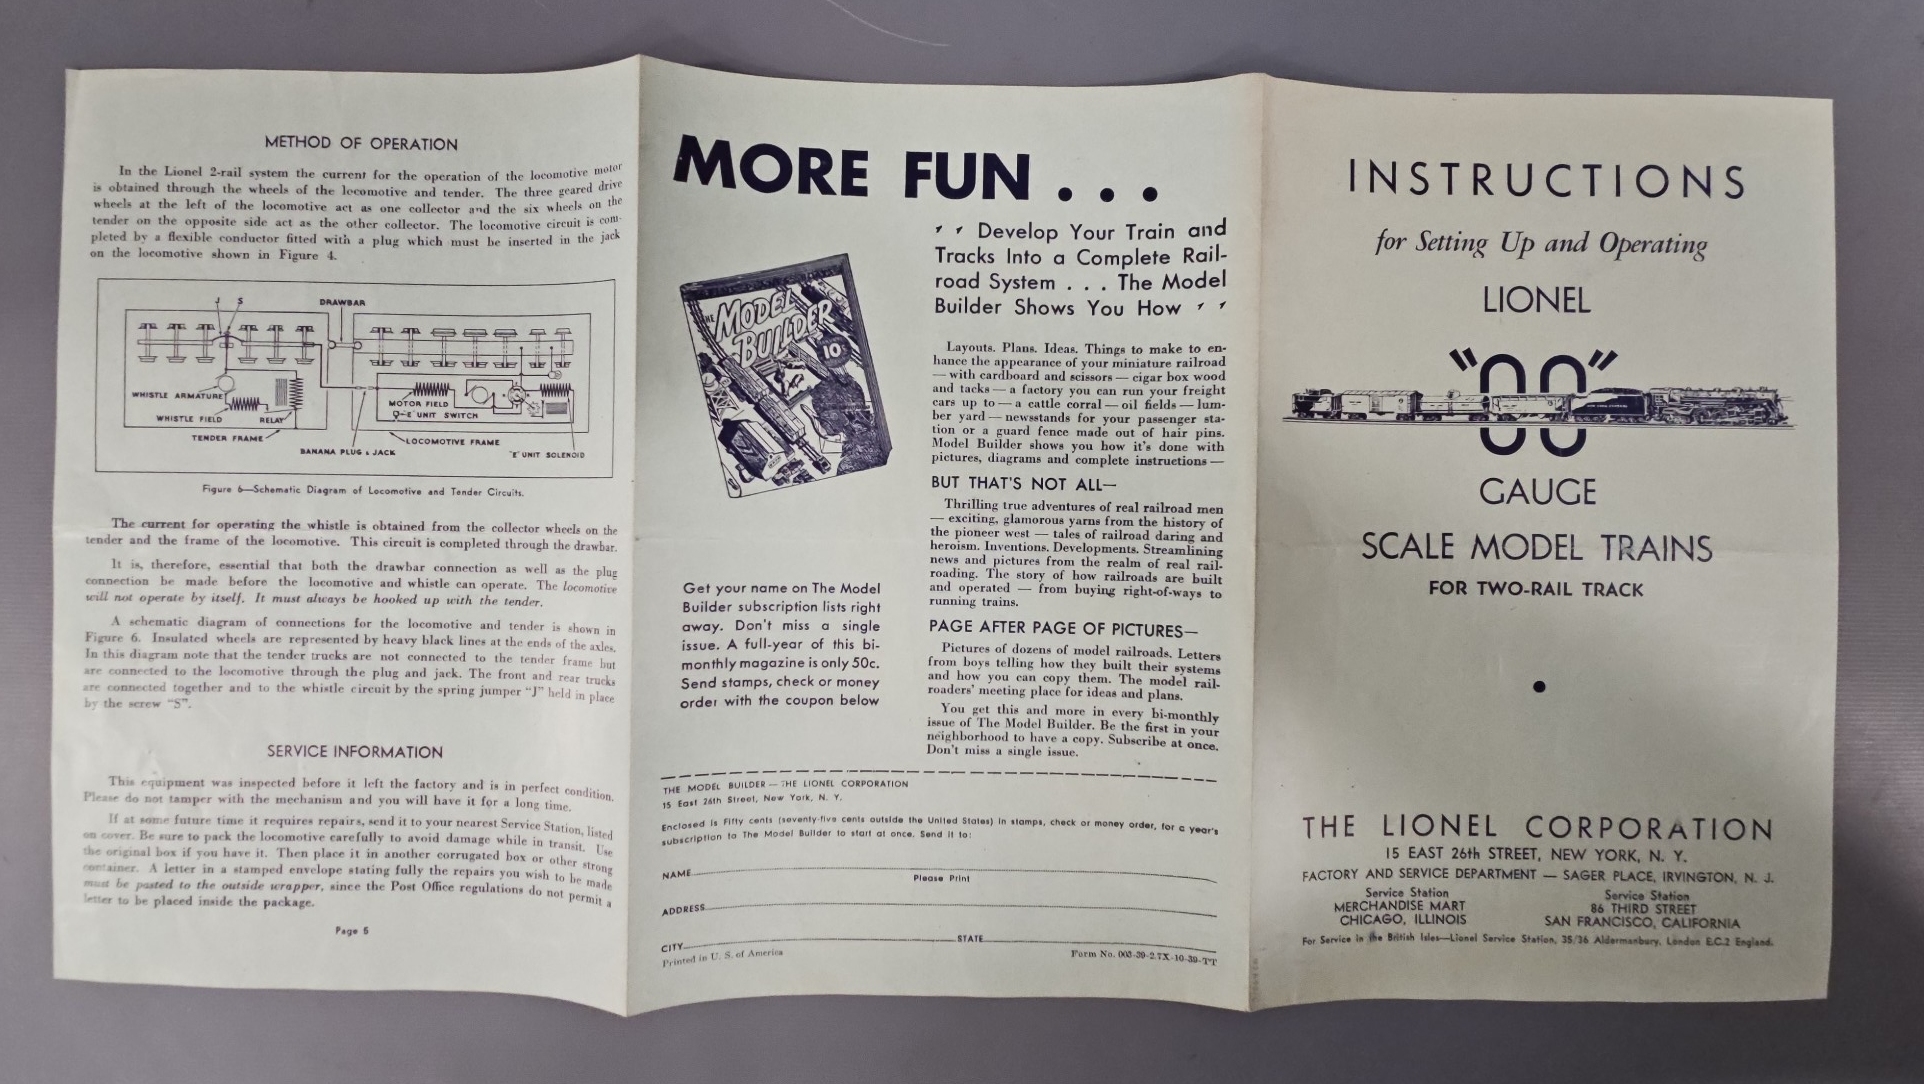 METHOD OF OPERATION
In the Lionel 2-rail system the current for the operation of the locomotive motor
is obtained through the wheels of the locomotive and tender. The three geared drive
wheels at the left of the locomotive act as one collector and the six wheels on the
tender on the opposite side act as the other collector. The locomotive circuit is com-
pleted by a flexible conductor fitted with a plug which must be inserted in the jack
on the locomotive shown in Figure 4.
J S
DRAWBAR
WHISTLE ARMATURE
WHISTLE FIELD
RELAY
TENDER FRAME
MOTOR FIELD
"E" UNIT SWITCH
LOCOMOTIVE FRAME
BANANA PLUG & JACK
"E" UNIT SOLENOID
Figure 6—Schematic Diagram of Locomotive and Tender Circuits.
The current for operating the whistle is obtained from the collector wheels on the
tender and the frame of the locomotive. This circuit is completed through the drawbar.
It is, therefore, essential that both the drawbar connection as well as the plug
connection be made before the locomotive and whistle can operate. The locomotive
will not operate by itself. It must always be hooked up with the tender.
A schematic diagram of connections for the locomotive and tender is shown in
Figure 6. Insulated wheels are represented by heavy black lines at the ends of the axles.
In this diagram note that the tender trucks are not connected to the tender frame but
are connected to the locomotive through the plug and jack. The front and rear trucks
are connected together and to the whistle circuit by the spring jumper "J" held in place
by the screw "S".
SERVICE INFORMATION
This equipment was inspected before it left the factory and is in perfect condition.
Please do not tamper with the mechanism and you will have it for a long time.
If at some future time it requires repairs, send it to your nearest Service Station, listed
on cover. Be sure to pack the locomotive carefully to avoid damage while in transit. Use
the original box if you have it. Then place it in another corrugated box or other strong
container. A letter in a stamped envelope stating fully the repairs you wish to be made
must be pasted to the outside wrapper, since the Post Office regulations do not permit a
letter to be placed inside the package.
Page 5
MORE FUN . . .
Develop Your Train and
Tracks Into a Complete Rail-
road System . . . The Model
Builder Shows You How
THE MODEL BUILDER
10¢
Layouts. Plans. Ideas. Things to make to en-
hance the appearance of your miniature railroad
— with cardboard and scissors — cigar box wood
and tacks — a factory you can run your freight
cars up to — a cattle corral — oil fields — lum-
ber yard — newsstands for your passenger sta-
tion or a guard fence made out of hair pins.
Model Builder shows you how it's done with
pictures, diagrams and complete instructions —
BUT THAT'S NOT ALL—
Thrilling true adventures of real railroad men
— exciting, glamorous yarns from the history of
the pioneer west — tales of railroad daring and
heroism. Inventions. Developments. Streamlining
news and pictures from the realm of real rail-
roading. The story of how railroads are built
and operated — from buying right-of-ways to
running trains.
PAGE AFTER PAGE OF PICTURES—
Pictures of dozens of model railroads. Letters
from boys telling how they built their systems
and how you can copy them. The model rail-
roaders' meeting place for ideas and plans.
You get this and more in every bi-monthly
issue of The Model Builder. Be the first in your
neighborhood to have a copy. Subscribe at once.
Don't miss a single issue.
Get your name on The Model
Builder subscription lists right
away. Don't miss a single
issue. A full-year of this bi-
monthly magazine is only 50c.
Send stamps, check or money
order with the coupon below
THE MODEL BUILDER — THE LIONEL CORPORATION
15 East 26th Street, New York, N. Y.
Enclosed is Fifty cents (seventy-five cents outside the United States) in stamps, check or money order, for a year's
subscription to The Model Builder to start at once. Send it to:
NAME
Please Print
ADDRESS
CITY STATE
Printed in U. S. of America Form No. 003-39-2.7X-10-39-TT
INSTRUCTIONS
for Setting Up and Operating
LIONEL
"OO"
GAUGE
SCALE MODEL TRAINS
FOR TWO-RAIL TRACK
THE LIONEL CORPORATION
15 EAST 26th STREET, NEW YORK, N. Y.
FACTORY AND SERVICE DEPARTMENT — SAGER PLACE, IRVINGTON, N. J.
Service Station
MERCHANDISE MART
CHICAGO, ILLINOIS
Service Station
86 THIRD STREET
SAN FRANCISCO, CALIFORNIA
For Service in the British Isles—Lionel Service Station, 35/36 Aldermanbury, London E.C.2 England.